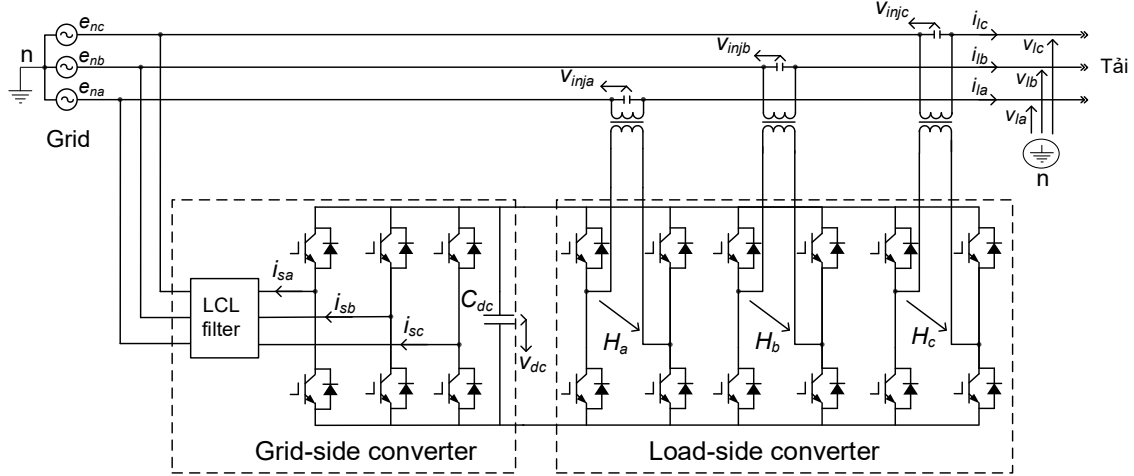 v_injc
i_lc
e_nc
v_lc
n
e_nb
v_injb
i_lb
v_lb
Tải
e_na
v_inja
i_la
v_la
Grid
n
i_sa
LCL
filter
i_sb
C_dc
i_sc
v_dc
H_a
H_b
H_c
Grid-side converter
Load-side converter